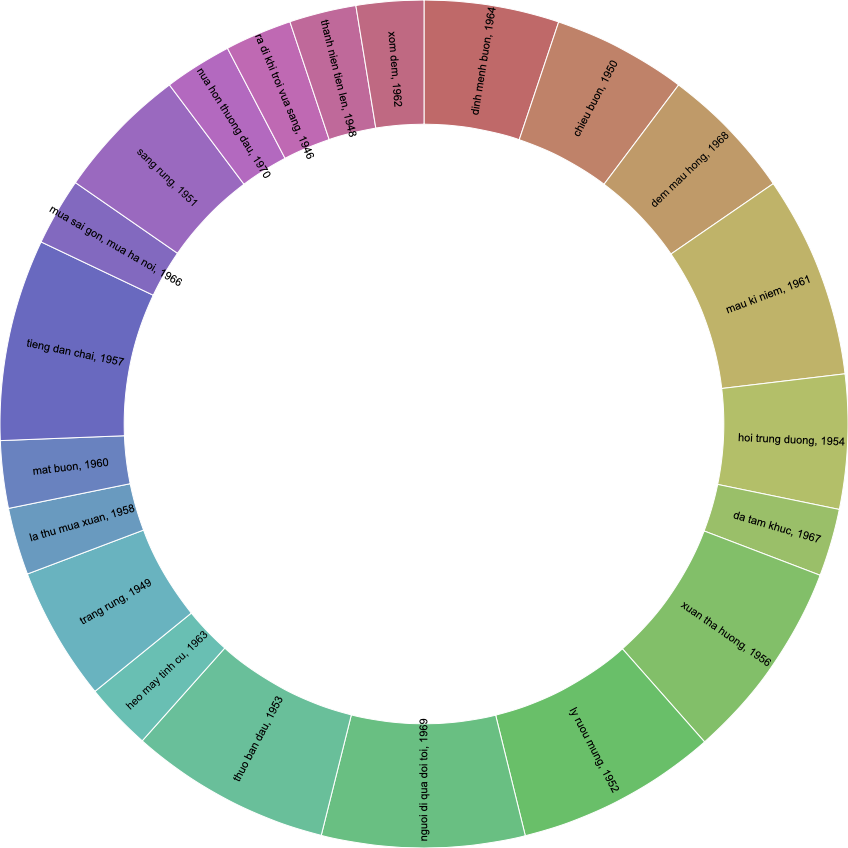 dinh menh buon, 1964
chieu buon, 1950
dem mau hong, 1968
mau ki niem, 1961
hoi trung duong, 1954
da tam khuc, 1967
xuan tha huong, 1956
ly ruou mung, 1952
nguoi di qua doi toi, 1969
thuo ban dau, 1953
heo may tinh cu, 1963
trang rung, 1949
la thu mua xuan, 1958
mat buon, 1960
tieng dan chai, 1957
mua sai gon, mua ha noi, 1966
sang rung, 1951
nua hon thuong dau, 1970
ra di khi troi vua sang, 1946
thanh nien tien len, 1948
xom dem, 1962